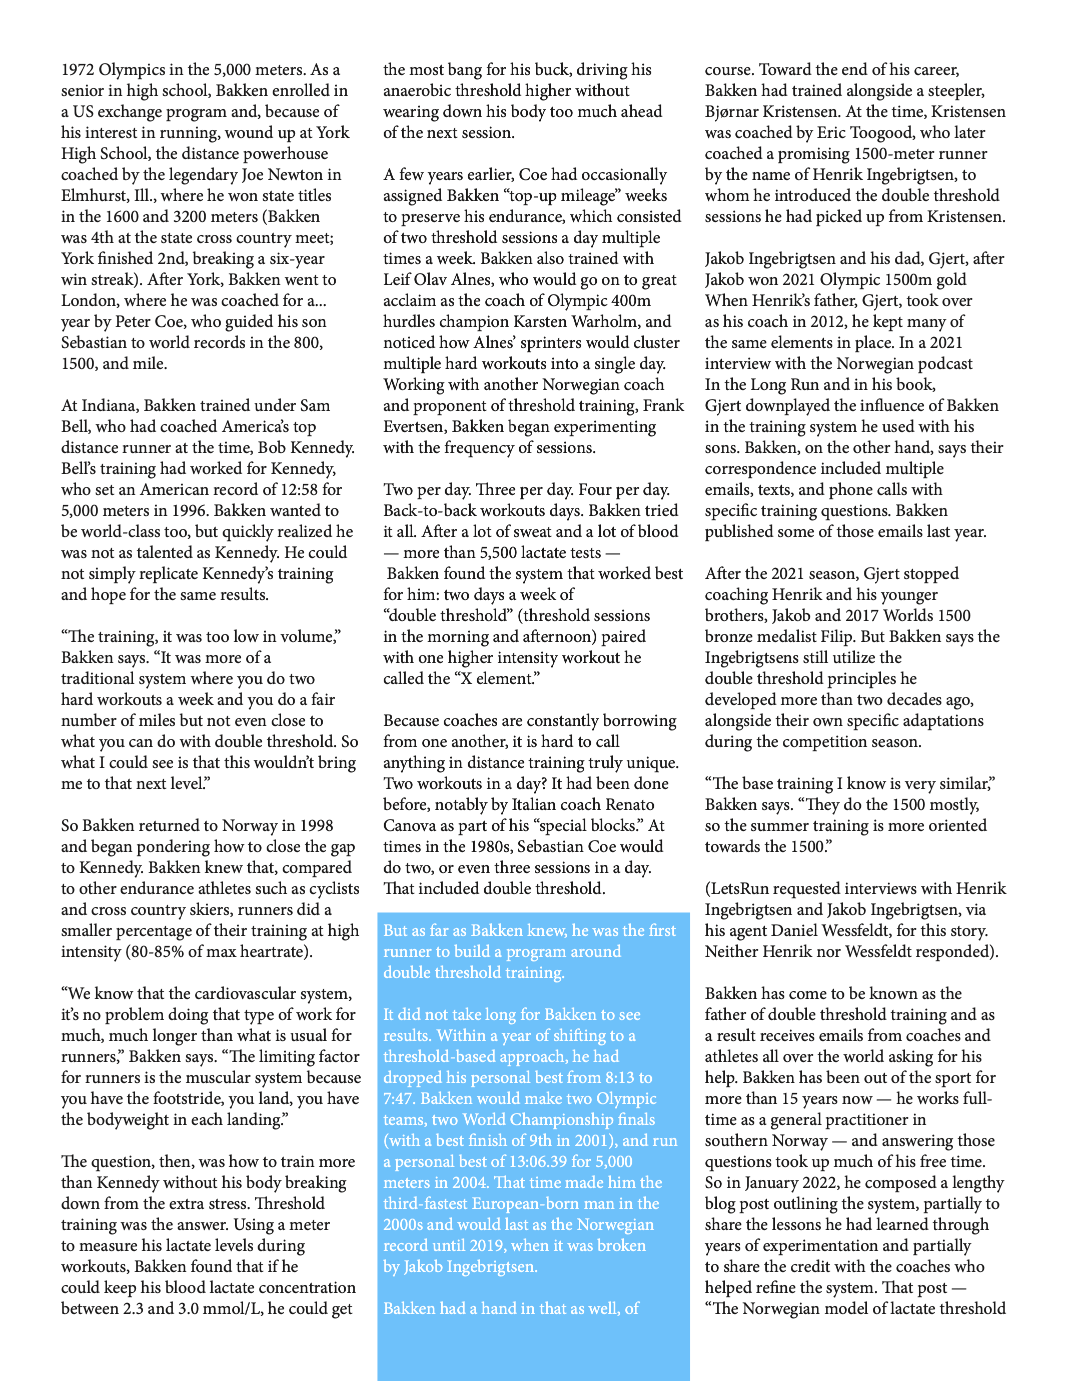 1972 Olympics in the 5,000 meters. As a
senior in high school, Bakken enrolled in
a US exchange program and, because of
his interest in running, wound up at York
High School, the distance powerhouse
coached by the legendary Joe Newton in
Elmhurst, Ill., where he won state titles
in the 1600 and 3200 meters (Bakken
was 4th at the state cross country meet;
York finished 2nd, breaking a six-year
win streak). After York, Bakken went to
London, where he was coached for a...
year by Peter Coe, who guided his son
Sebastian to world records in the 800,
1500, and mile.

At Indiana, Bakken trained under Sam
Bell, who had coached America's top
distance runner at the time, Bob Kennedy.
Bell's training had worked for Kennedy,
who set an American record of 12:58 for
5,000 meters in 1996. Bakken wanted to
be world-class too, but quickly realized he
was not as talented as Kennedy. He could
not simply replicate Kennedy's training
and hope for the same results.

“The training, it was too low in volume,”
Bakken says. “It was more of a
traditional system where you do two
hard workouts a week and you do a fair
number of miles but not even close to
what you can do with double threshold. So
what I could see is that this wouldn't bring
me to that next level.”

So Bakken returned to Norway in 1998
and began pondering how to close the gap
to Kennedy. Bakken knew that, compared
to other endurance athletes such as cyclists
and cross country skiers, runners did a
smaller percentage of their training at high
intensity (80-85% of max heartrate).

“We know that the cardiovascular system,
it's no problem doing that type of work for
much, much longer than what is usual for
runners,” Bakken says. “The limiting factor
for runners is the muscular system because
you have the footstride, you land, you have
the bodyweight in each landing.”

The question, then, was how to train more
than Kennedy without his body breaking
down from the extra stress. Threshold
training was the answer. Using a meter
to measure his lactate levels during
workouts, Bakken found that if he
could keep his blood lactate concentration
between 2.3 and 3.0 mmol/L, he could get
the most bang for his buck, driving his
anaerobic threshold higher without
wearing down his body too much ahead
of the next session.

A few years earlier, Coe had occasionally
assigned Bakken “top-up mileage” weeks
to preserve his endurance, which consisted
of two threshold sessions a day multiple
times a week. Bakken also trained with
Leif Olav Alnes, who would go on to great
acclaim as the coach of Olympic 400m
hurdles champion Karsten Warholm, and
noticed how Alnes' sprinters would cluster
multiple hard workouts into a single day.
Working with another Norwegian coach
and proponent of threshold training, Frank
Evertsen, Bakken began experimenting
with the frequency of sessions.

Two per day. Three per day. Four per day.
Back-to-back workouts days. Bakken tried
it all. After a lot of sweat and a lot of blood
— more than 5,500 lactate tests —
Bakken found the system that worked best
for him: two days a week of
“double threshold” (threshold sessions
in the morning and afternoon) paired
with one higher intensity workout he
called the “X element.”

Because coaches are constantly borrowing
from one another, it is hard to call
anything in distance training truly unique.
Two workouts in a day? It had been done
before, notably by Italian coach Renato
Canova as part of his “special blocks.” At
times in the 1980s, Sebastian Coe would
do two, or even three sessions in a day.
That included double threshold.

But as far as Bakken knew, he was the first
runner to build a program around
double threshold training.

It did not take long for Bakken to see
results. Within a year of shifting to a
threshold-based approach, he had
dropped his personal best from 8:13 to
7:47. Bakken would make two Olympic
teams, two World Championship finals
(with a best finish of 9th in 2001), and run
a personal best of 13:06.39 for 5,000
meters in 2004. That time made him the
third-fastest European-born man in the
2000s and would last as the Norwegian
record until 2019, when it was broken
by Jakob Ingebrigtsen.

Bakken had a hand in that as well, of
course. Toward the end of his career,
Bakken had trained alongside a steepler,
Bjørnar Kristensen. At the time, Kristensen
was coached by Eric Toogood, who later
coached a promising 1500-meter runner
by the name of Henrik Ingebrigtsen, to
whom he introduced the double threshold
sessions he had picked up from Kristensen.

Jakob Ingebrigtsen and his dad, Gjert, after
Jakob won 2021 Olympic 1500m gold
When Henrik's father, Gjert, took over
as his coach in 2012, he kept many of
the same elements in place. In a 2021
interview with the Norwegian podcast
In the Long Run and in his book,
Gjert downplayed the influence of Bakken
in the training system he used with his
sons. Bakken, on the other hand, says their
correspondence included multiple
emails, texts, and phone calls with
specific training questions. Bakken
published some of those emails last year.

After the 2021 season, Gjert stopped
coaching Henrik and his younger
brothers, Jakob and 2017 Worlds 1500
bronze medalist Filip. But Bakken says the
Ingebrigtsens still utilize the
double threshold principles he
developed more than two decades ago,
alongside their own specific adaptations
during the competition season.

“The base training I know is very similar,”
Bakken says. “They do the 1500 mostly,
so the summer training is more oriented
towards the 1500.”

(LetsRun requested interviews with Henrik
Ingebrigtsen and Jakob Ingebrigtsen, via
his agent Daniel Wessfeldt, for this story.
Neither Henrik nor Wessfeldt responded).

Bakken has come to be known as the
father of double threshold training and as
a result receives emails from coaches and
athletes all over the world asking for his
help. Bakken has been out of the sport for
more than 15 years now — he works full-
time as a general practitioner in
southern Norway — and answering those
questions took up much of his free time.
So in January 2022, he composed a lengthy
blog post outlining the system, partially to
share the lessons he had learned through
years of experimentation and partially
to share the credit with the coaches who
helped refine the system. That post —
“The Norwegian model of lactate threshold